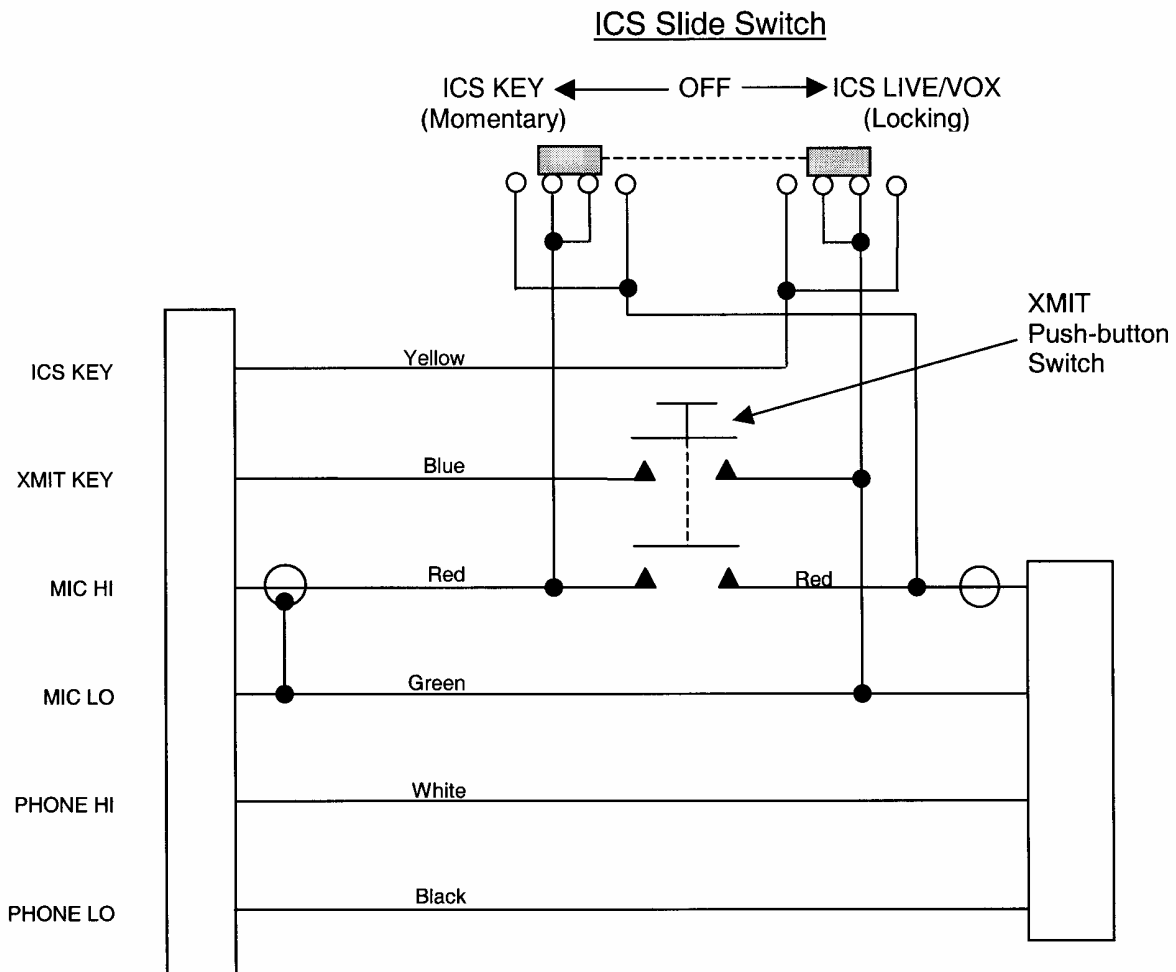 ICS Slide Switch
ICS KEY OFF ICS LIVE/VOX
(Momentary) (Locking)
XMIT
Push-button
Switch
ICS KEY Yellow
XMIT KEY Blue
MIC HI Red Red
MIC LO Green
PHONE HI White
PHONE LO Black